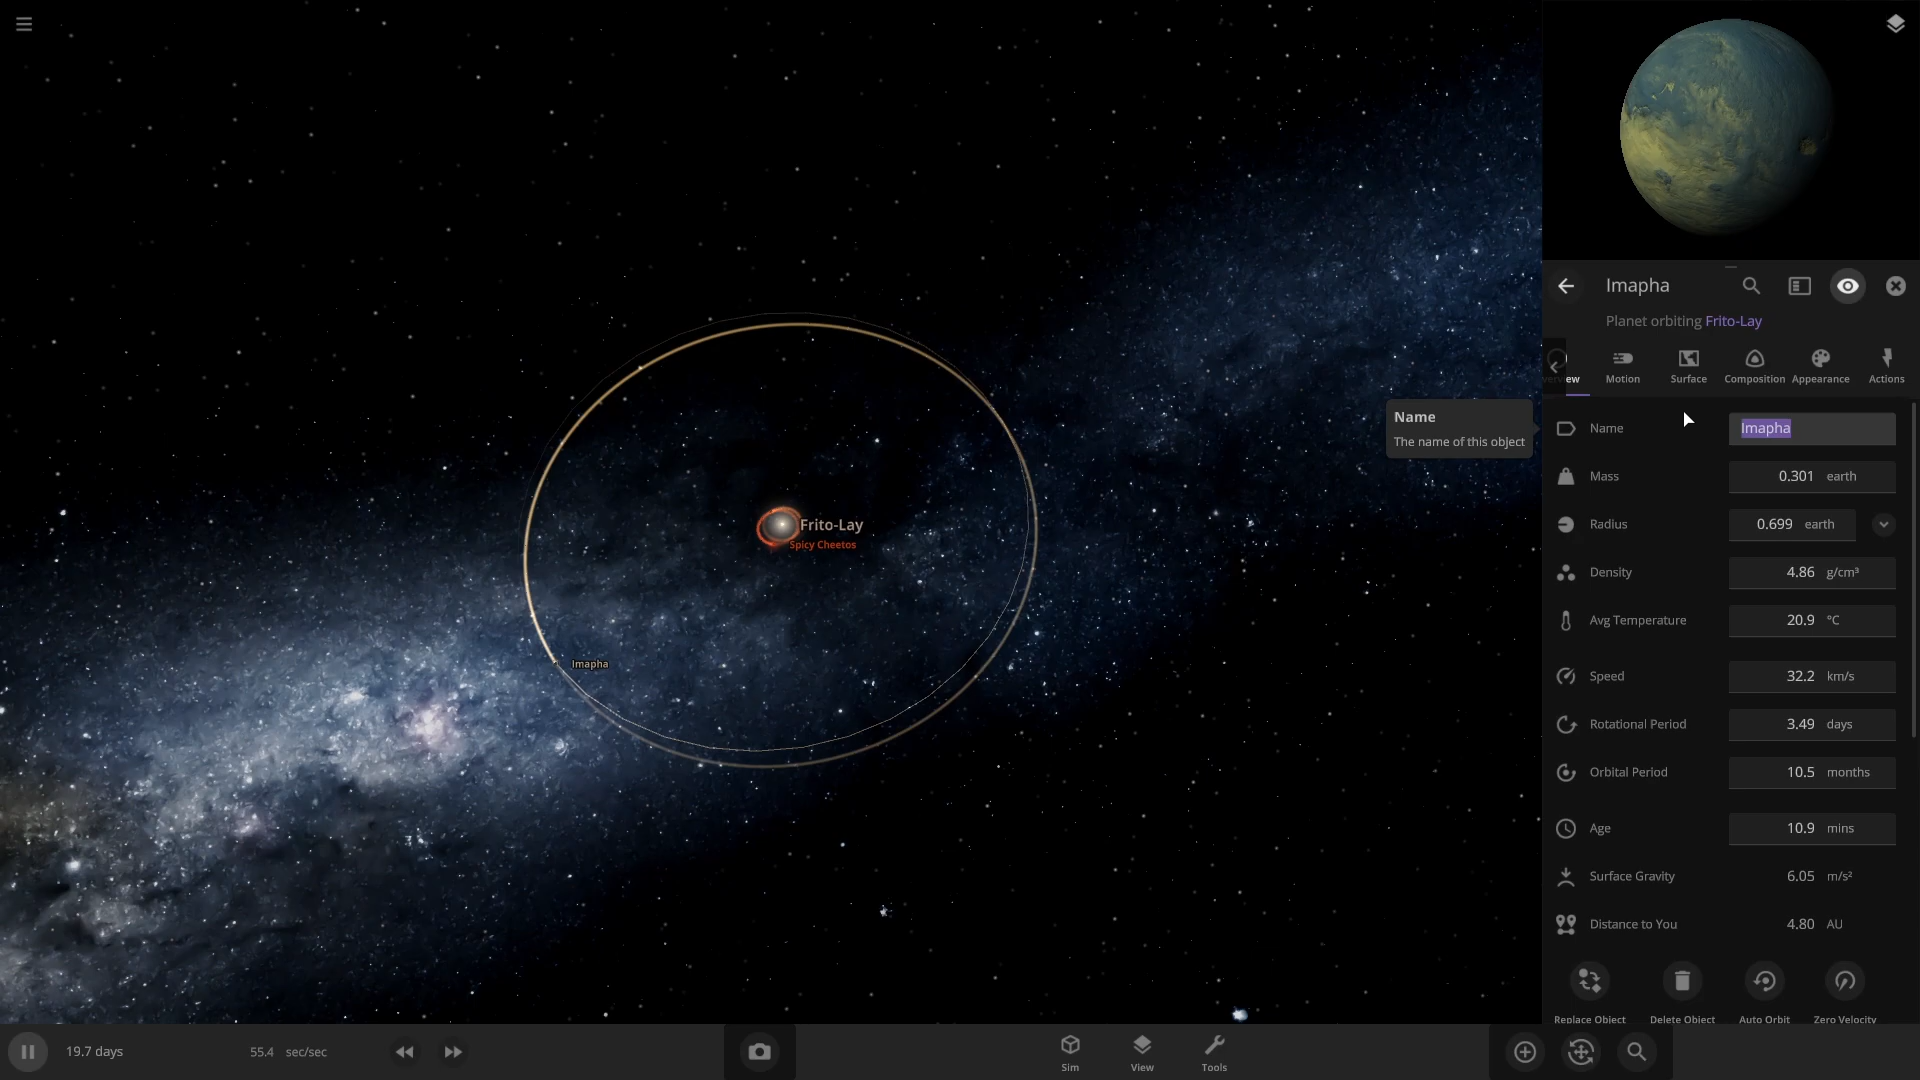 Imapha
Planet orbiting Frito-Lay
Motion
Surface
Composition
Appearance
Actions
Name
The name of this object
Name Imapha
Mass 0.301 earth
Radius 0.699 earth
Density 4.86 g/cm³
Avg Temperature 20.9 °C
Speed 32.2 km/s
Rotational Period 3.49 days
Orbital Period 10.5 months
Age 10.9 mins
Surface Gravity 6.05 m/s²
Distance to You 4.80 AU
Replace Object
Delete Object
Auto Orbit
Zero Velocity
Frito-Lay
Spicy Cheetos
Imapha
19.7 days
55.4 sec/sec
Sim
View
Tools